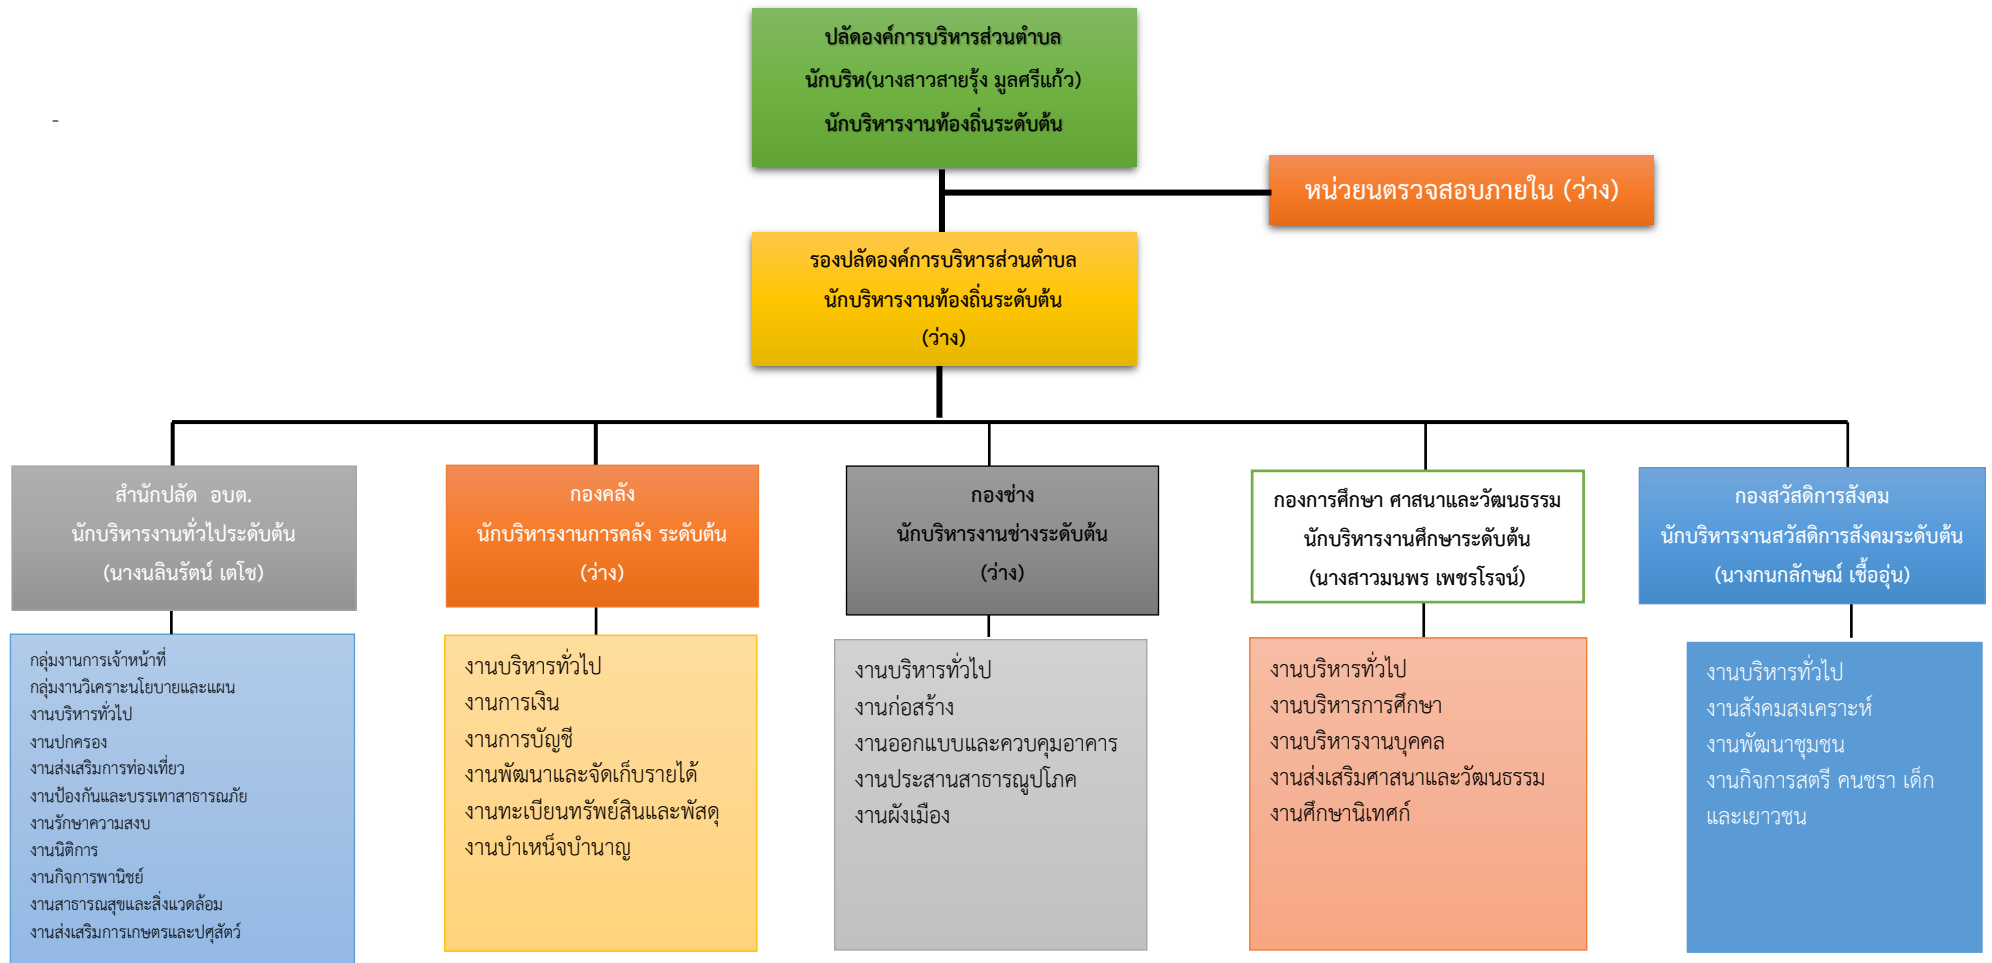 ปลัดองค์การบริหารส่วนตำบล
นักบริห(นางสาวสายรุ้ง มูลศรีแก้ว)
นักบริหารงานท้องถิ่นระดับต้น
-
หน่วยนตรวจสอบภายใน (ว่าง)
รองปลัดองค์การบริหารส่วนตำบล
นักบริหารงานท้องถิ่นระดับต้น
(ว่าง)
สำนักปลัด อบต.
นักบริหารงานทั่วไประดับต้น
(นางนลินรัตน์ เตโช)
กองคลัง
นักบริหารงานการคลัง ระดับต้น
(ว่าง)
กองช่าง
นักบริหารงานช่างระดับต้น
(ว่าง)
กองการศึกษา ศาสนาและวัฒนธรรม
นักบริหารงานศึกษาระดับต้น
(นางสาวมนพร เพชรโรจน์)
กองสวัสดิการสังคม
นักบริหารงานสวัสดิการสังคมระดับต้น
(นางกนกลักษณ์ เชื้ออุ่น)
กลุ่มงานการเจ้าหน้าที่
กลุ่มงานวิเคราะนโยบายและแผน
งานบริหารทั่วไป
งานปกครอง
งานส่งเสริมการท่องเที่ยว
งานป้องกันและบรรเทาสาธารณภัย
งานรักษาความสงบ
งานนิติการ
งานกิจการพานิชย์
งานสาธารณสุขและสิ่งแวดล้อม
งานส่งเสริมการเกษตรและปศุสัตว์
งานบริหารทั่วไป
งานการเงิน
งานการบัญชี
งานพัฒนาและจัดเก็บรายได้
งานทะเบียนทรัพย์สินและพัสดุ
งานบำเหน็จบำนาญ
งานบริหารทั่วไป
งานก่อสร้าง
งานออกแบบและควบคุมอาคาร
งานประสานสาธารณูปโภค
งานผังเมือง
งานบริหารทั่วไป
งานบริหารการศึกษา
งานบริหารงานบุคคล
งานส่งเสริมศาสนาและวัฒนธรรม
งานศึกษานิเทศก์
งานบริหารทั่วไป
งานสังคมสงเคราะห์
งานพัฒนาชุมชน
งานกิจการสตรี คนชรา เด็ก
และเยาวชน